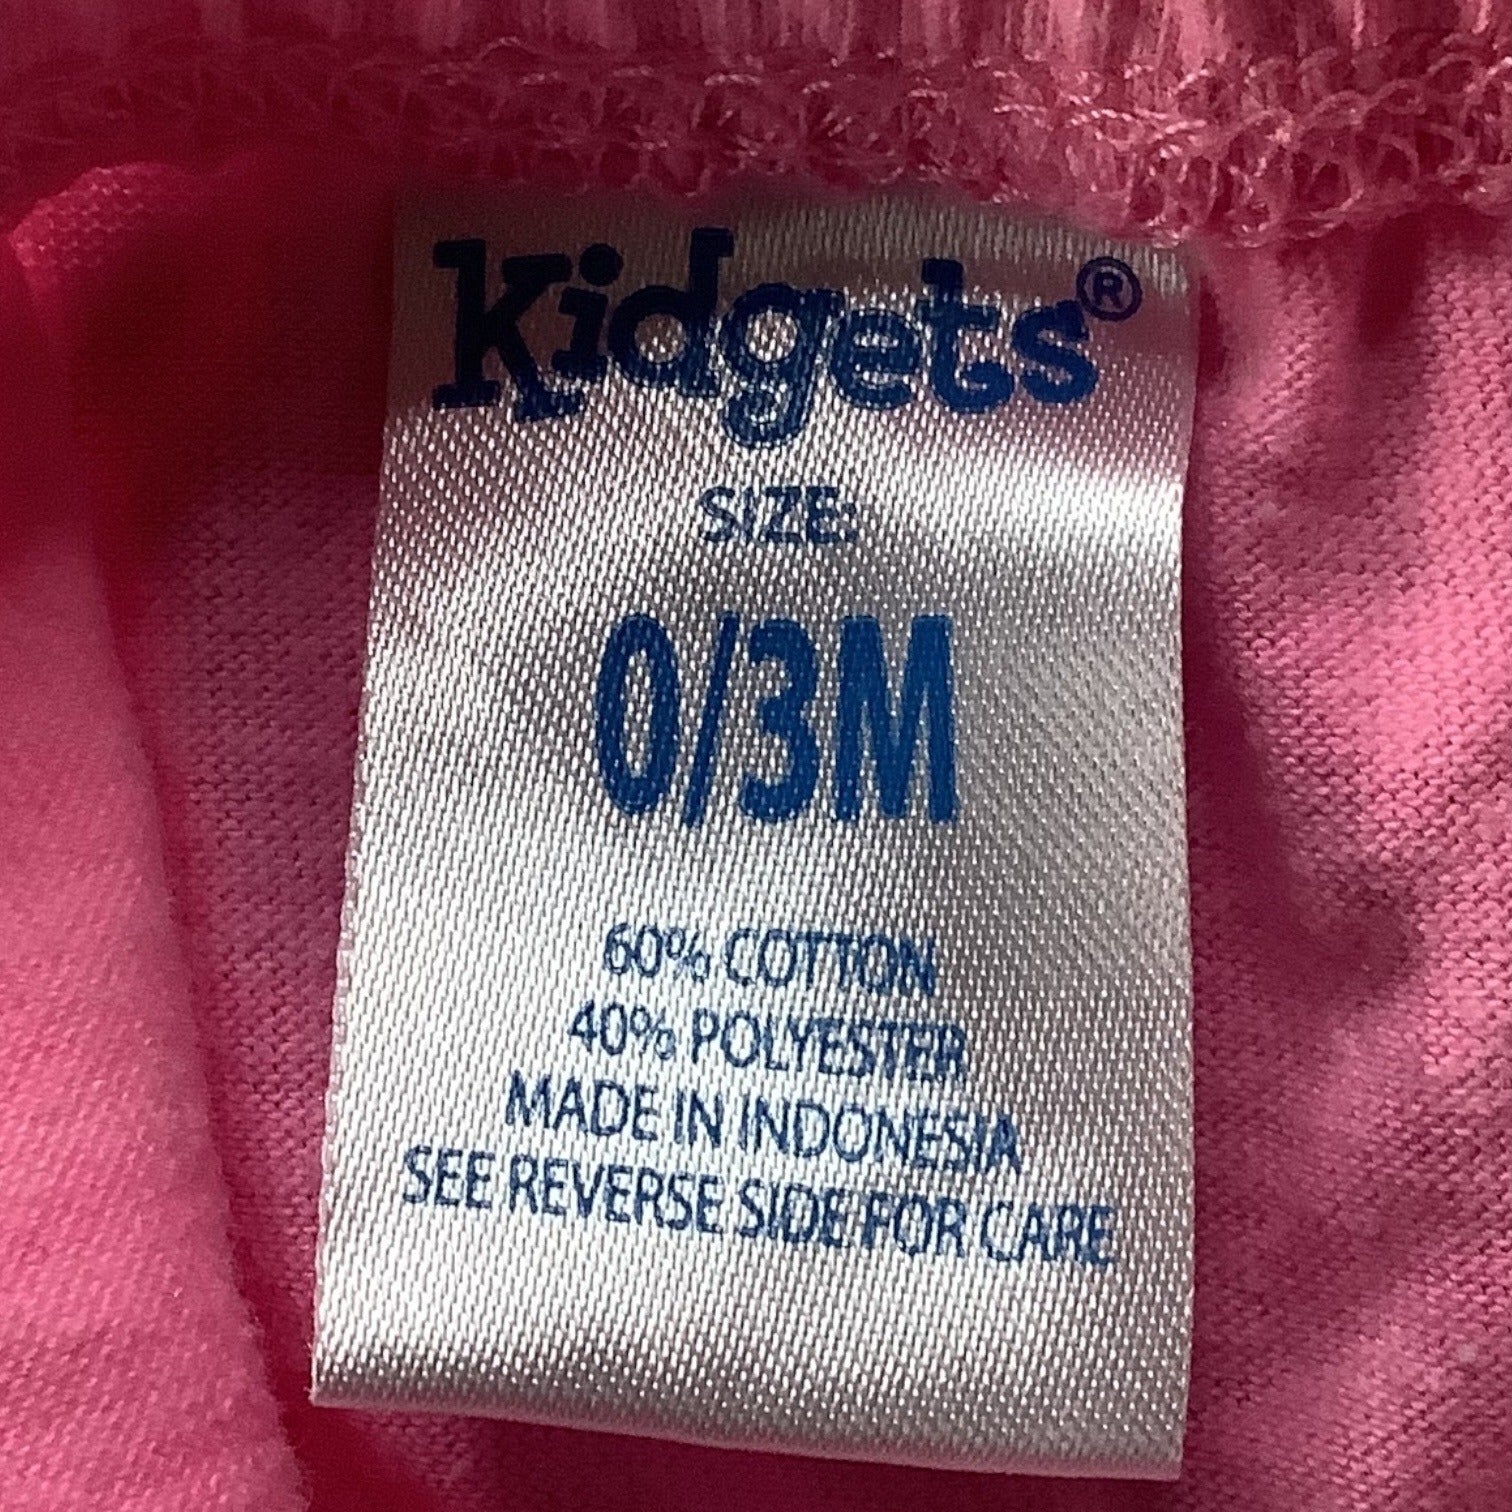 Kidgets®
SIZE:
0/3M
60% COTTON
40% POLYESTER
MADE IN INDONESIA
SEE REVERSE SIDE FOR CARE